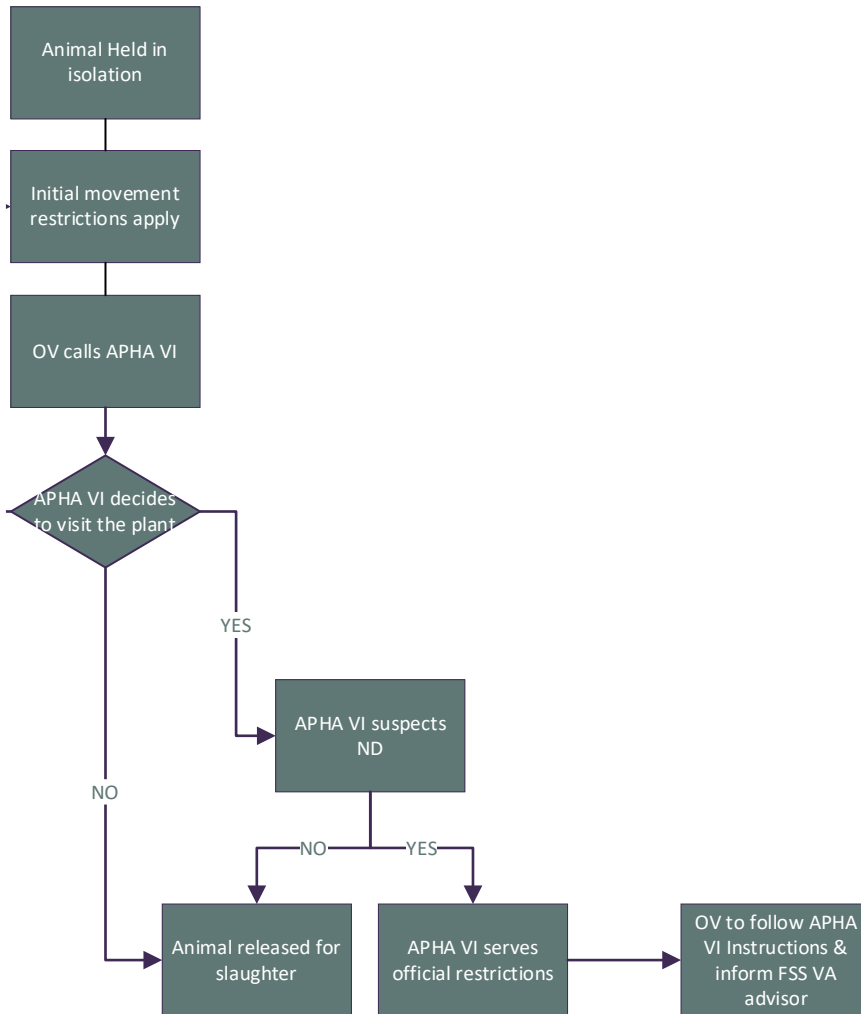 Animal Held in
isolation
Initial movement
restrictions apply
OV calls APHA VI
APHA VI decides
to visit the plant
YES
APHA VI suspects
ND
NO
NO
YES
Animal released for
slaughter
APHA VI serves
official restrictions
OV to follow APHA
VI Instructions &
inform FSS VA
advisor